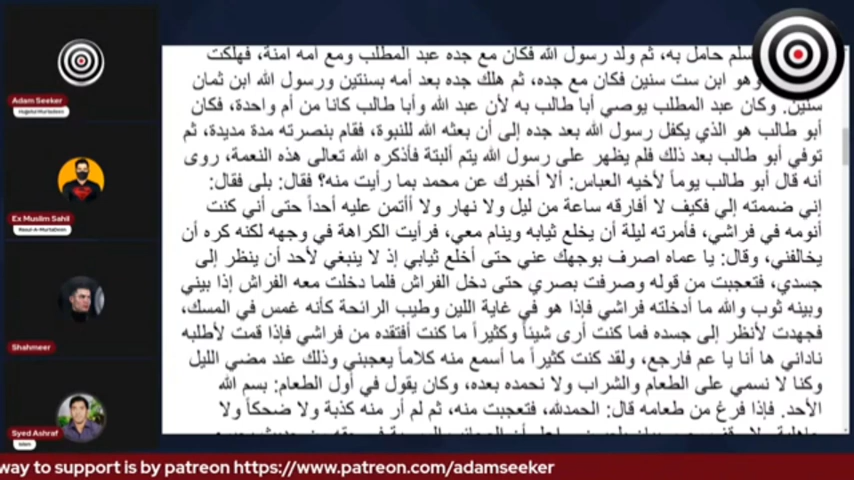 سلم حامل به، ثم ولد رسول الله فكان مع جده عبد المطلب ومع أمه آمنة، فهلكت
وهو ابن ست سنين فكان مع جده، ثم هلك جده بعد أمه بسنتين ورسول الله ابن ثمان
سنين. وكان عبد المطلب يوصي أبا طالب به لأن عبد الله وأبا طالب كانا من أم واحدة، فكان
أبو طالب هو الذي يكفل رسول الله بعد جده إلى أن بعثه الله للنبوة، فقام بنصرته مدة مديدة، ثم
توفي أبو طالب بعد ذلك فلم يظهر على رسول الله يتم ألبتة فأذكره الله تعالى هذه النعمة، روى
أنه قال أبو طالب يوماً لأخيه العباس: ألا أخبرك عن محمد بما رأيت منه؟ فقال: بلى فقال:
إني ضممته إلي فكيف لا أفارقه ساعة من ليل ولا نهار ولا أأتمن عليه أحداً حتى أني كنت
أنومه في فراشي، فأمرته ليلة أن يخلع ثيابه وينام معي، فرأيت الكراهة في وجهه لكنه كره أن
يخالفني، وقال: يا عماه اصرف بوجهك عني حتى أخلع ثيابي إذ لا ينبغي لأحد أن ينظر إلى
جسدي، فتعجبت من قوله وصرفت بصري حتى دخل الفراش فلما دخلت معه الفراش إذا بيني
وبينه ثوب والله ما أدخلته فراشي فإذا هو في غاية اللين وطيب الرائحة كأنه غمس في المسك،
فجهدت لأنظر إلى جسده فما كنت أرى شيئاً وكثيراً ما كنت أفتقده من فراشي فإذا قمت لأطلبه
ناداني ها أنا يا عم فارجع، ولقد كنت كثيراً ما أسمع منه كلاماً يعجبني وذلك عند مضي الليل
وكنا لا نسمي على الطعام والشراب ولا نحمده بعده، وكان يقول في أول الطعام: بسم الله
الأحد. فإذا فرغ من طعامه قال: الحمدلله، فتعجبت منه، ثم لم أر منه كذبة ولا ضحكاً ولا
Adam Seeker
Ex Muslim Sahil
Shahmeer
Syed Ashraf
Islam
way to support is by patreon https://www.patreon.com/adamseeker